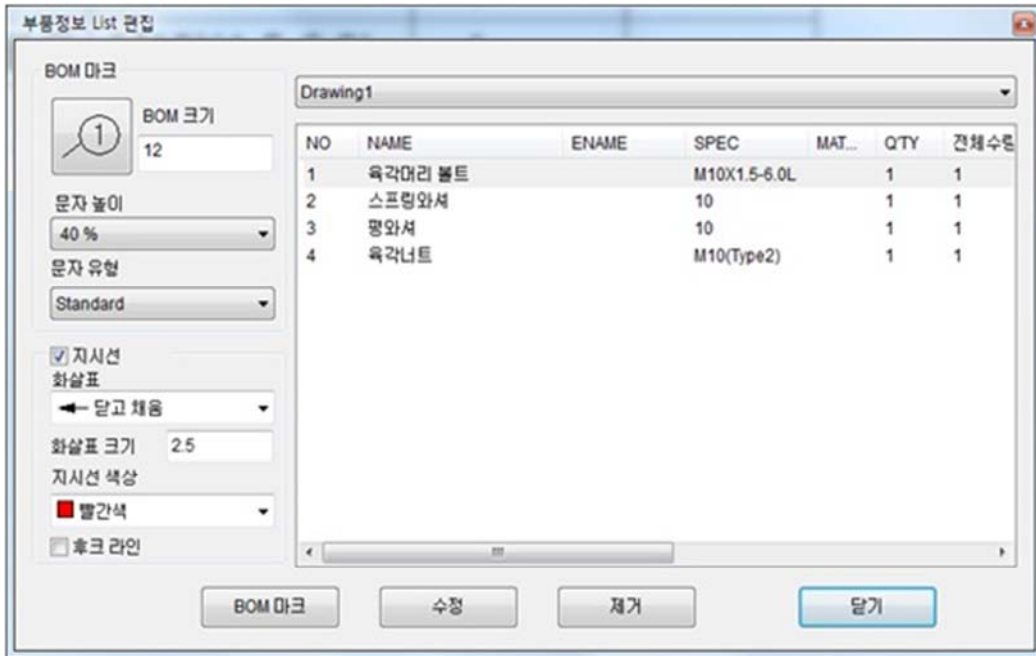 부품정보 List 편집
BOM 마크
1
BOM 크기
12
문자 높이
40 %
문자 유형
Standard
지시선
화살표
닫고 채움
화살표 크기 2.5
지시선 색상
빨간색
후크 라인
Drawing1
NO NAME ENAME SPEC MAT... Q'TY 전체수량
1 육각머리 볼트 M10X1.5-6.0L 1 1
2 스프링와셔 10 1 1
3 평와셔 10 1 1
4 육각너트 M10(Type2) 1 1
BOM 마크 수정 제거 닫기